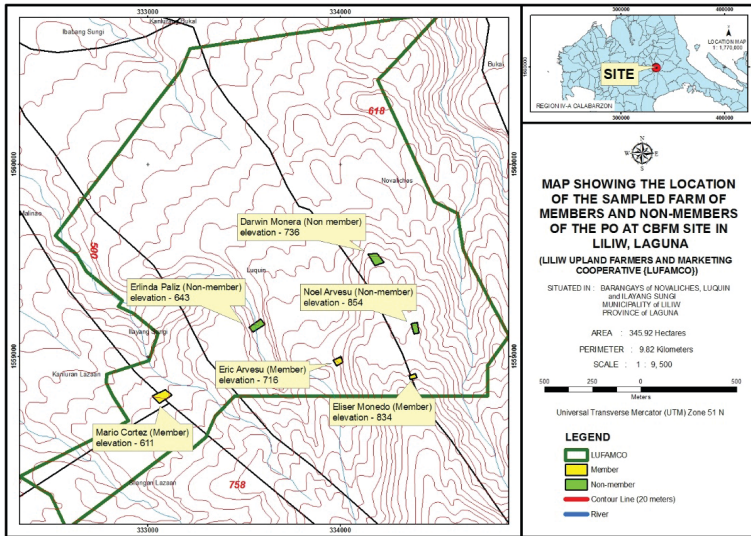 333000
334000
Ibabang Sungi
Kanlurang Bukal
Bukal
618
1560000
1560000
Novaliches
Malinao
500
Darwin Monera (Non member)
elevation - 736
Luquin
Erlinda Paliz (Non-member)
elevation - 643
Noel Arvesu (Non-member)
elevation - 854
Ilayang Sungi
1559000
1559000
Kanluran Lazaan
Eric Arvesu (Member)
elevation - 716
Eliser Monedo (Member)
elevation - 834
Mario Cortez (Member)
elevation - 611
758
333000
334000
300000
400000
LOCATION MAP
1: 1,770,000
SITE
REGION IV-A CALABARZON
300000
400000
N
W
E
S
MAP SHOWING THE LOCATION
OF THE SAMPLED FARM OF
MEMBERS AND NON-MEMBERS
OF THE PO AT CBFM SITE IN
LILIW, LAGUNA
(LILIW UPLAND FARMERS AND MARKETING
COOPERATIVE (LUFAMCO))
SITUATED IN : BARANGAYS of NOVALICHES, LUQUIN
and ILAYANG SUNGI
MUNICIPALITY OF LILIW
PROVINCE of LAGUNA
AREA : 345.92 Hectares
PERIMETER : 9.82 Kilometers
SCALE : 1 : 9,500
500 0 500
Meters
Universal Transverse Mercator (UTM) Zone 51 N
LEGEND
LUFAMCO
Member
Non-member
Contour Line (20 meters)
River